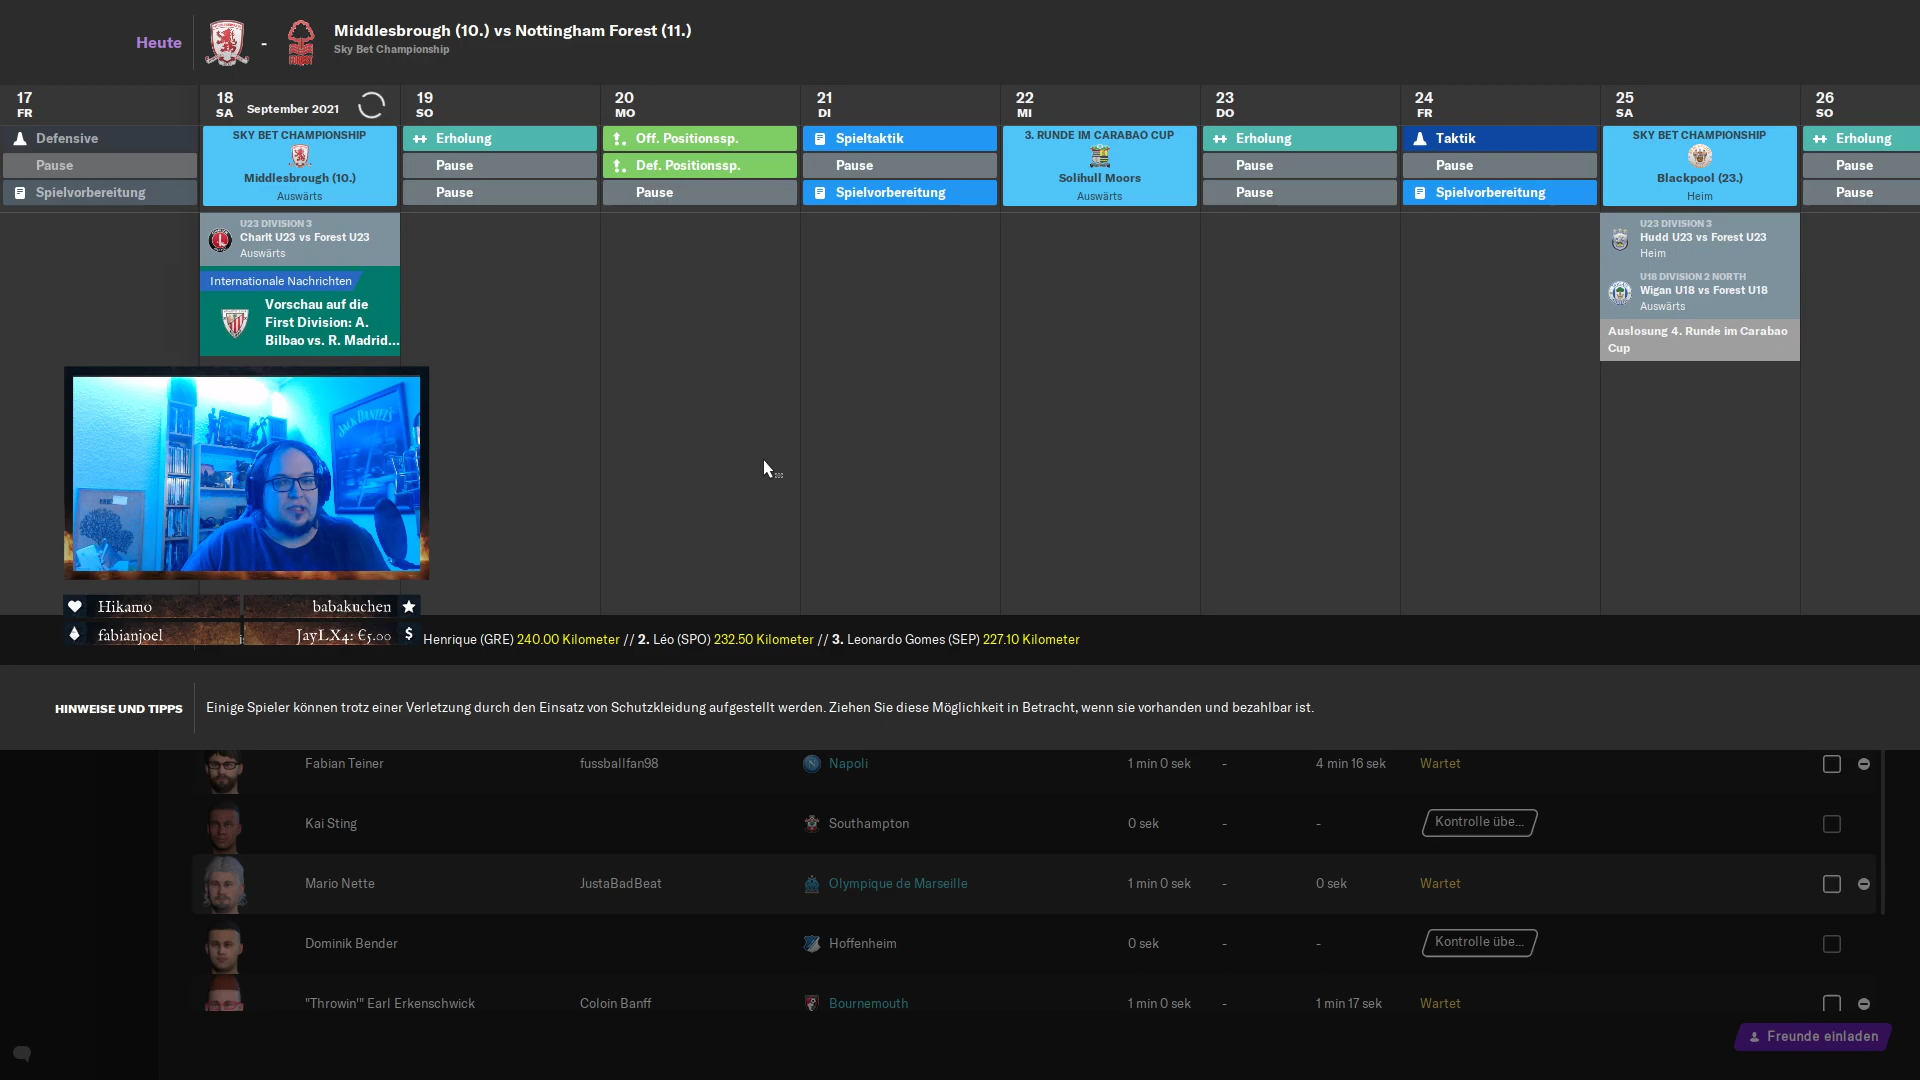 Heute
-
Middlesbrough (10.) vs Nottingham Forest (11.)
Sky Bet Championship
17
FR
18
SA
September 2021
19
SO
20
MO
21
DI
22
MI
23
DO
24
FR
25
SA
26
SO
Defensive
Pause
Spielvorbereitung
SKY BET CHAMPIONSHIP
Middlesbrough (10.)
Auswärts
Erholung
Pause
Pause
Off. Positionssp.
Def. Positionssp.
Pause
Spieltaktik
Pause
Spielvorbereitung
3. RUNDE IM CARABAO CUP
Solihull Moors
Auswärts
Erholung
Pause
Pause
Taktik
Pause
Spielvorbereitung
SKY BET CHAMPIONSHIP
Blackpool (23.)
Heim
Erholung
Pause
Pause
U23 DIVISION 3
Charlt U23 vs Forest U23
Auswärts
Internationale Nachrichten
Vorschau auf die
First Division: A.
Bilbao vs. R. Madrid...
U23 DIVISION 3
Hudd U23 vs Forest U23
Heim
U18 DIVISION 2 NORTH
Wigan U18 vs Forest U18
Auswärts
Auslosung 4. Runde im Carabao
Cup
JACK DANIEL'S
Hikamo
babakuchen
fabianjoel
JayLX4: €5.00
$
Henrique (GRE) 240.00 Kilometer // 2. Léo (SPO) 232.50 Kilometer // 3. Leonardo Gomes (SEP) 227.10 Kilometer
HINWEISE UND TIPPS
Einige Spieler können trotz einer Verletzung durch den Einsatz von Schutzkleidung aufgestellt werden. Ziehen Sie diese Möglichkeit in Betracht, wenn sie vorhanden und bezahlbar ist.
Fabian Teiner fussballfan98 Napoli 1 min 0 sek - 4 min 16 sek Wartet
Kai Sting Southampton 0 sek - - Kontrolle übe...
Mario Nette JustaBadBeat Olympique de Marseille 1 min 0 sek - 0 sek Wartet
Dominik Bender Hoffenheim 0 sek - - Kontrolle übe...
"Throwin'" Earl Erkenschwick Coloin Banff Bournemouth 1 min 0 sek - 1 min 17 sek Wartet
Freunde einladen